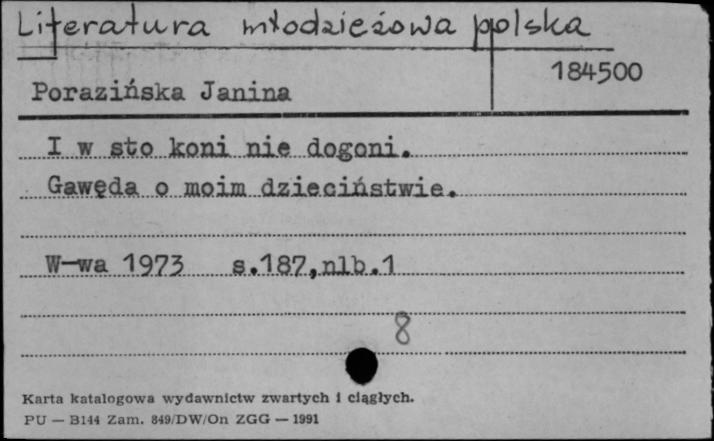 Literatura młodzieżowa polska
184500
Porazińska Janina
I w sto koni nie dogoni.
Gawęda o moim dzieciństwie.
W-wa 1973 s.187,nlb.1
8
Karta katalogowa wydawnictw zwartych i ciągłych.
PU — B144 Zam. 849/DW/On ZGG — 1991